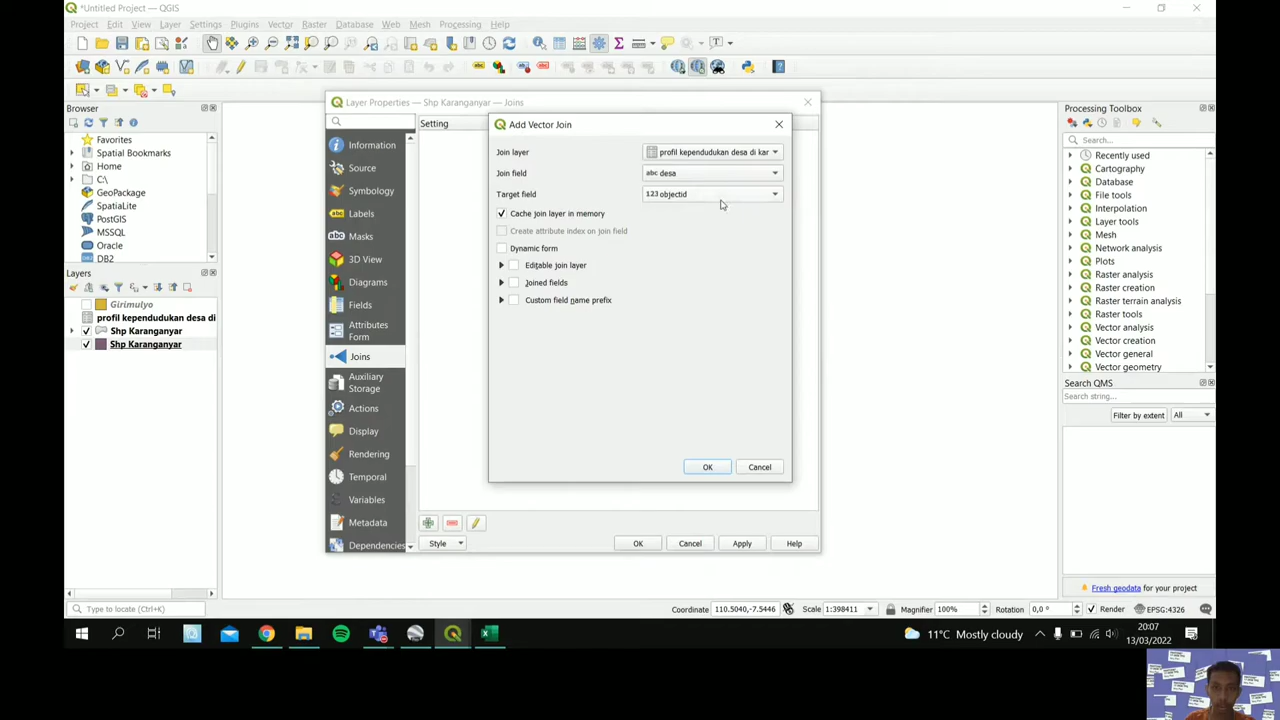 *Untitled Project — QGIS
Project Edit View Layer Settings Plugins Vector Raster Database Web Mesh Processing Help
Browser
Favorites
Spatial Bookmarks
Home
C:\
GeoPackage
SpatiaLite
PostGIS
MSSQL
Oracle
DB2
Layers
Girimulyo
profil kependudukan desa di
Shp Karanganyar
Shp Karanganyar
Layer Properties — Shp Karanganyar — Joins
Information
Source
Symbology
Labels
Masks
3D View
Diagrams
Fields
Attributes
Form
Joins
Auxiliary
Storage
Actions
Display
Rendering
Temporal
Variables
Metadata
Dependencies
Setting
Style
OK Cancel Apply Help
Add Vector Join
Join layer profil kependudukan desa di kar
Join field abc desa
Target field 123 objectid
Cache join layer in memory
Create attribute index on join field
Dynamic form
Editable join layer
Joined fields
Custom field name prefix
OK Cancel
Processing Toolbox
Search...
Recently used
Cartography
Database
File tools
Interpolation
Layer tools
Mesh
Network analysis
Plots
Raster analysis
Raster creation
Raster terrain analysis
Raster tools
Vector analysis
Vector creation
Vector general
Vector geometry
Search QMS
Search string...
Filter by extent All
Fresh geodata for your project
Type to locate (Ctrl+K) Coordinate 110.5040,-7.5446 Scale 1:398411 Magnifier 100% Rotation 0,0 ° Render EPSG:4326
11°C Mostly cloudy
20:07
13/03/2022